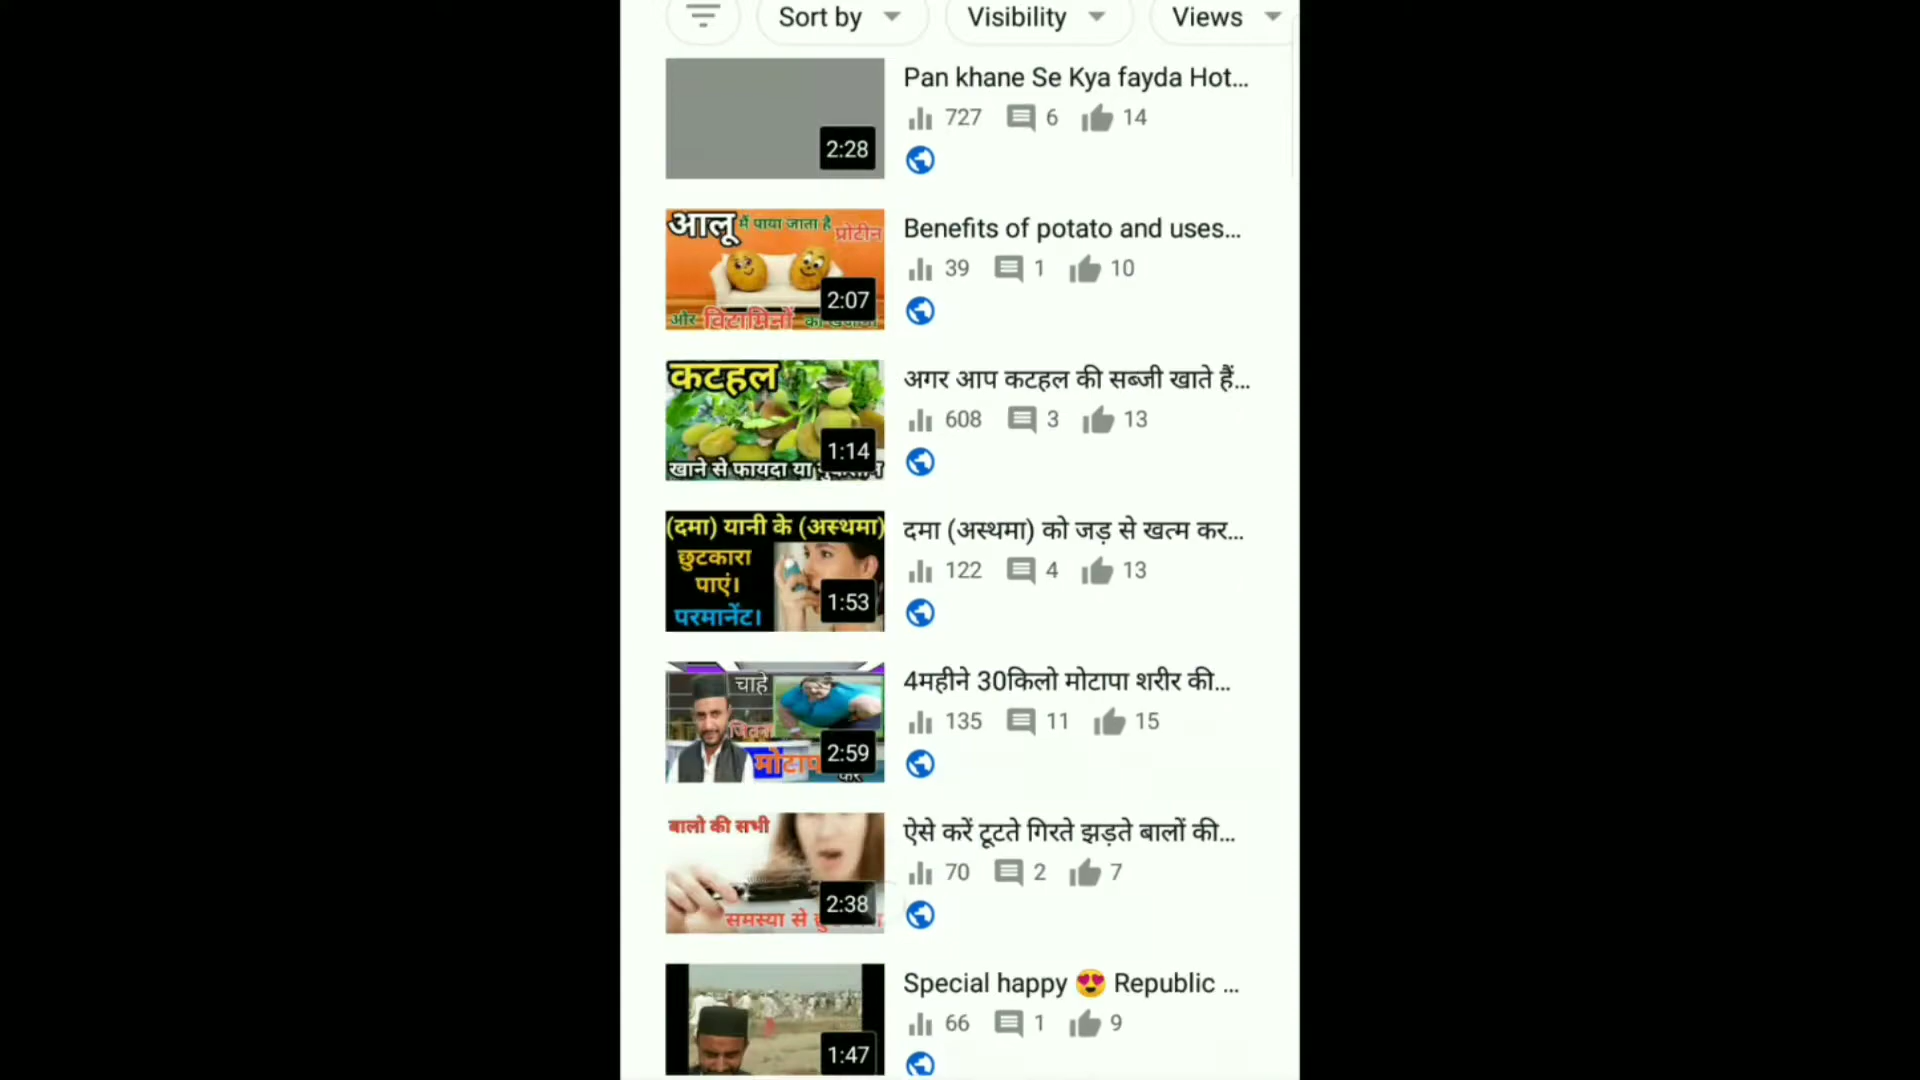 Sort by
Visibility
Views
Pan khane Se Kya fayda Hot...
727 6 14
2:28
आलू में पाया जाता है प्रोटीन
2:07
और विटामिनों का
Benefits of potato and uses...
39 1 10
कटहल
1:14
खाने से फायदा या
अगर आप कटहल की सब्जी खाते हैं...
608 3 13
(दमा) यानी के (अस्थमा)
छुटकारा
पाएं।
परमानेंट।
1:53
दमा (अस्थमा) को जड़ से खत्म कर...
122 4 13
चाहे
जितना
मोटापा
2:59
4महीने 30किलो मोटापा शरीर की...
135 11 15
बालो की सभी
2:38
समस्या से
ऐसे करें टूटते गिरते झड़ते बालों की...
70 2 7
Special happy 😍 Republic ...
66 1 9
1:47